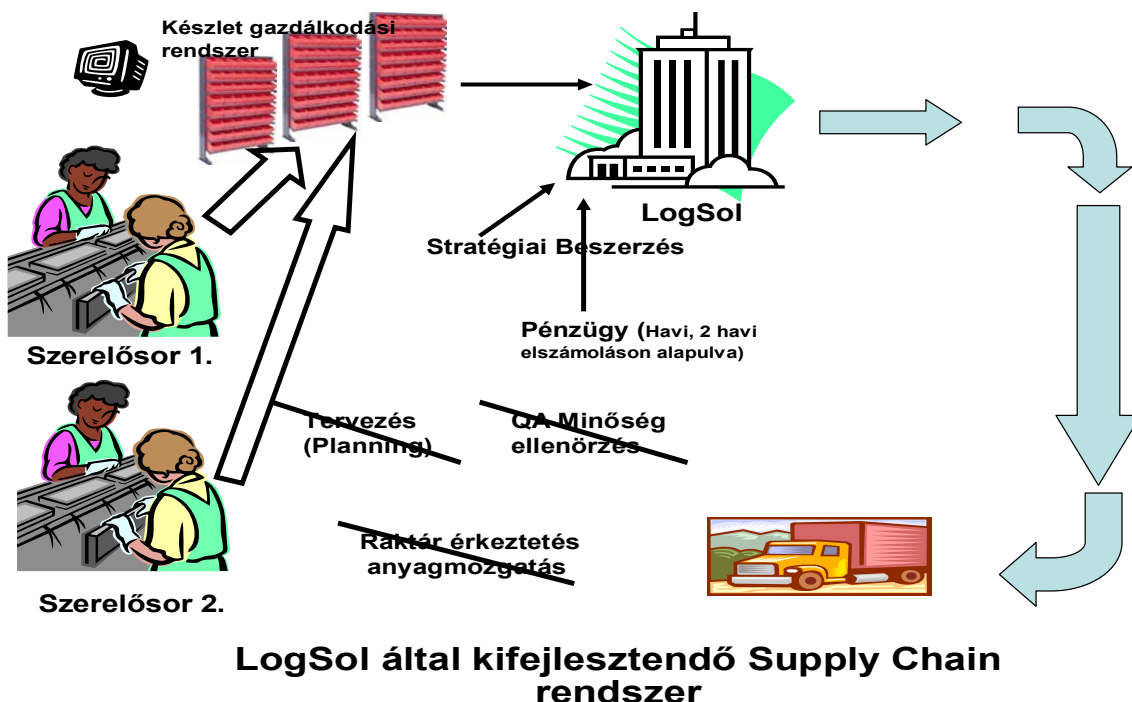 Készlet gazdálkodási
rendszer
LogSol
Stratégiai Beszerzés
Pénzügy (Havi, 2 havi
elszámoláson alapulva)
Szerelősor 1.
Tervezés
(Planning)
QA Minőség
ellenörzés
Raktár érkeztetés
anyagmozgatás
Szerelősor 2.
LogSol által kifejlesztendő Supply Chain
rendszer